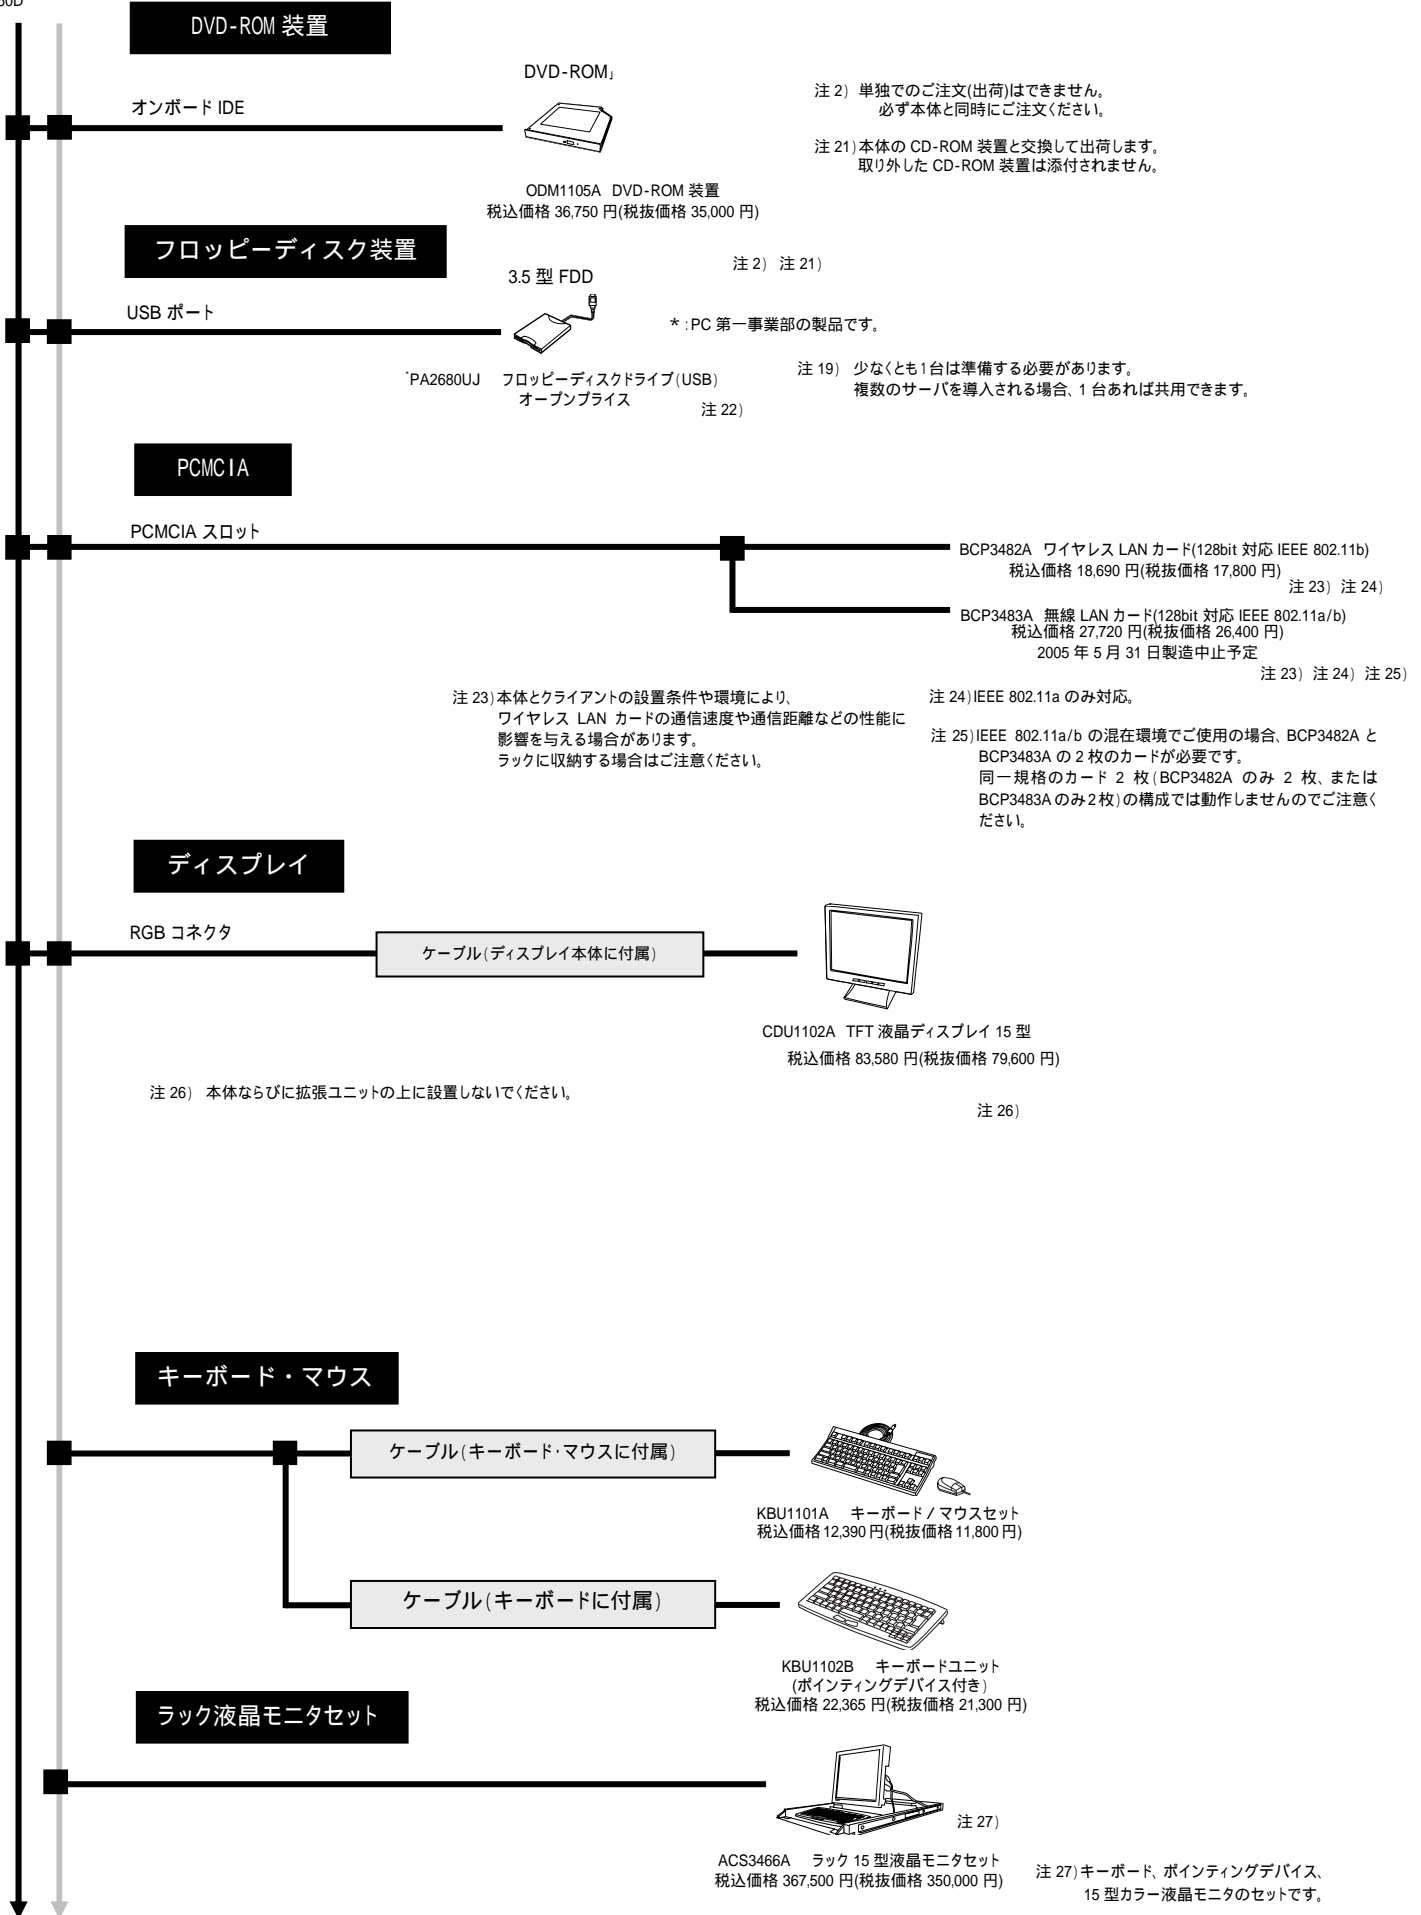 DVD-ROM 装置
DVD-ROM」
オンボード IDE
注 2) 単独でのご注文(出荷)はできません。
必ず本体と同時にご注文ください。
注 21)本体の CD-ROM 装置と交換して出荷します。
取り外した CD-ROM 装置は添付されません。
ODM1105A DVD-ROM 装置
税込価格 36,750 円(税抜価格 35,000 円)
フロッピーディスク装置
注 2) 注 21)
3.5 型 FDD
USB ポート
* :PC 第一事業部の製品です。
*PA2680UJ フロッピーディスクドライブ(USB)
オープンプライス
注 22)
注 19) 少なくとも1台は準備する必要があります。
複数のサーバを導入される場合、1 台あれば共用できます。
PCMCIA
PCMCIA スロット
BCP3482A ワイヤレス LAN カード(128bit 対応 IEEE 802.11b)
税込価格 18,690 円(税抜価格 17,800 円)
注 23) 注 24)
BCP3483A 無線 LAN カード(128bit 対応 IEEE 802.11a/b)
税込価格 27,720 円(税抜価格 26,400 円)
2005 年 5 月 31 日製造中止予定
注 23) 注 24) 注 25)
注 23)本体とクライアントの設置条件や環境により、
ワイヤレス LAN カードの通信速度や通信距離などの性能に
影響を与える場合があります。
ラックに収納する場合はご注意ください。
注 24)IEEE 802.11a のみ対応。
注 25)IEEE 802.11a/b の混在環境でご使用の場合、BCP3482A と
BCP3483A の 2 枚のカードが必要です。
同一規格のカード 2 枚(BCP3482A のみ 2 枚、または
BCP3483A のみ2枚)の構成では動作しませんのでご注意く
ださい。
ディスプレイ
RGB コネクタ
ケーブル(ディスプレイ本体に付属)
CDU1102A TFT 液晶ディスプレイ 15 型
税込価格 83,580 円(税抜価格 79,600 円)
注 26) 本体ならびに拡張ユニットの上に設置しないでください。
注 26)
キーボード・マウス
ケーブル(キーボード・マウスに付属)
KBU1101A キーボード / マウスセット
税込価格 12,390 円(税抜価格 11,800 円)
ケーブル(キーボードに付属)
KBU1102B キーボードユニット
(ポインティングデバイス付き)
税込価格 22,365 円(税抜価格 21,300 円)
ラック液晶モニタセット
注 27)
ACS3466A ラック 15 型液晶モニタセット
税込価格 367,500 円(税抜価格 350,000 円)
注 27)キーボード、ポインティングデバイス、
15 型カラー液晶モニタのセットです。